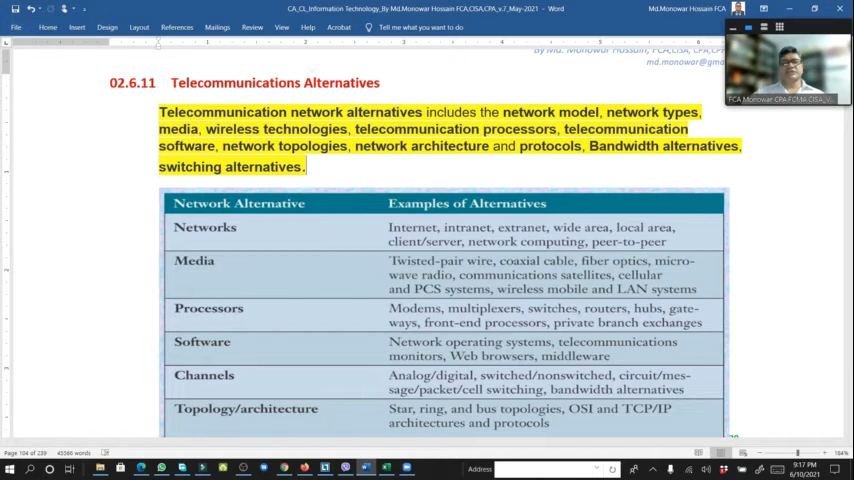 CA_CL_Information Technology_By Md.Monowar Hossain FCA,CISA,CPA_v.7_May-2021 - Word
Md.Monowar Hossain FCA
File Home Insert Design Layout References Mailings Review View Help Acrobat Tell me what you want to do
By Md. Monowar Hossain, FCA,CISA, CPA,FCM
md.monowar@gma
FCA Monowar CPA FCMA CISA_V...
02.6.11 Telecommunications Alternatives
Telecommunication network alternatives includes the network model, network types,
media, wireless technologies, telecommunication processors, telecommunication
software, network topologies, network architecture and protocols, Bandwidth alternatives,
switching alternatives.
Network Alternative Examples of Alternatives
Networks Internet, intranet, extranet, wide area, local area,
client/server, network computing, peer-to-peer
Media Twisted-pair wire, coaxial cable, fiber optics, micro-
wave radio, communications satellites, cellular
and PCS systems, wireless mobile and LAN systems
Processors Modems, multiplexers, switches, routers, hubs, gate-
ways, front-end processors, private branch exchanges
Software Network operating systems, telecommunications
monitors, Web browsers, middleware
Channels Analog/digital, switched/nonswitched, circuit/mes-
sage/packet/cell switching, bandwidth alternatives
Topology/architecture Star, ring, and bus topologies, OSI and TCP/IP
architectures and protocols
Page 104 of 239 45360 words
184%
Address
9:17 PM
6/10/2021